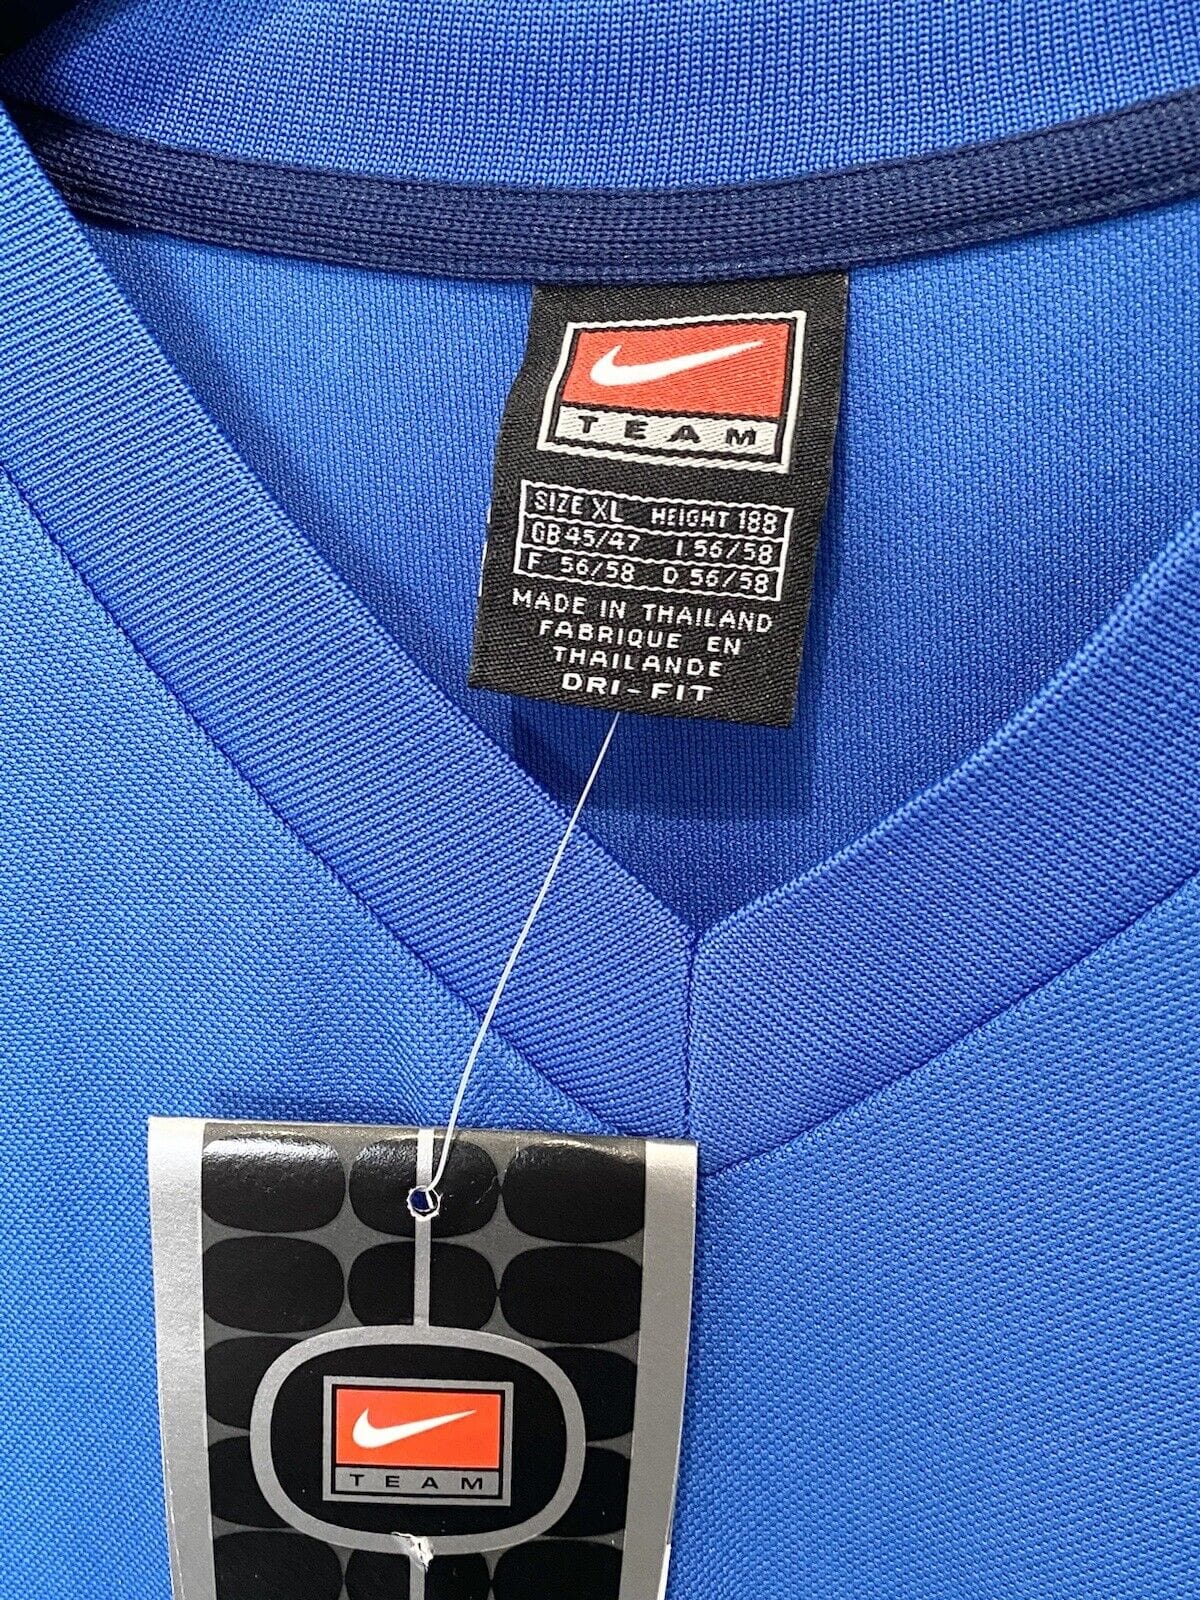 TEAM
SIZE XL HEIGHT 188
GB 45/47 I 56/58
F 56/58 D 56/58
MADE IN THAILAND
FABRIQUE EN
THAILANDE
DRI-FIT
TEAM